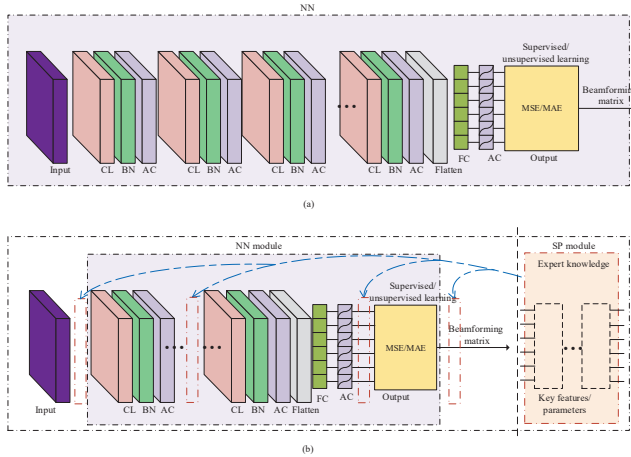 NN
Supervised/
unsupervised learning
Beamforming
matrix
MSE/MAE
Input
CL BN AC
CL BN AC
CL BN AC
CL BN AC Flatten
FC AC
Output
(a)
NN module
SP module
Expert knowledge
Supervised/
unsupervised learning
Beamforming
matrix
MSE/MAE
Input
CL BN AC
CL BN AC Flatten
FC AC
Output
Key features/
parameters
(b)